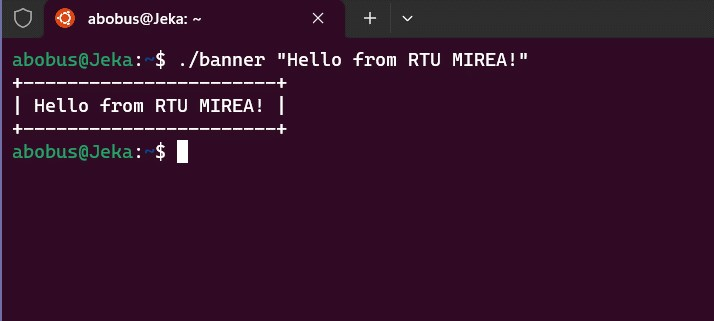 abobus@Jeka: ~
abobus@Jeka:~$ ./banner "Hello from RTU MIREA!"
+-----------------------+
| Hello from RTU MIREA! |
+-----------------------+
abobus@Jeka:~$